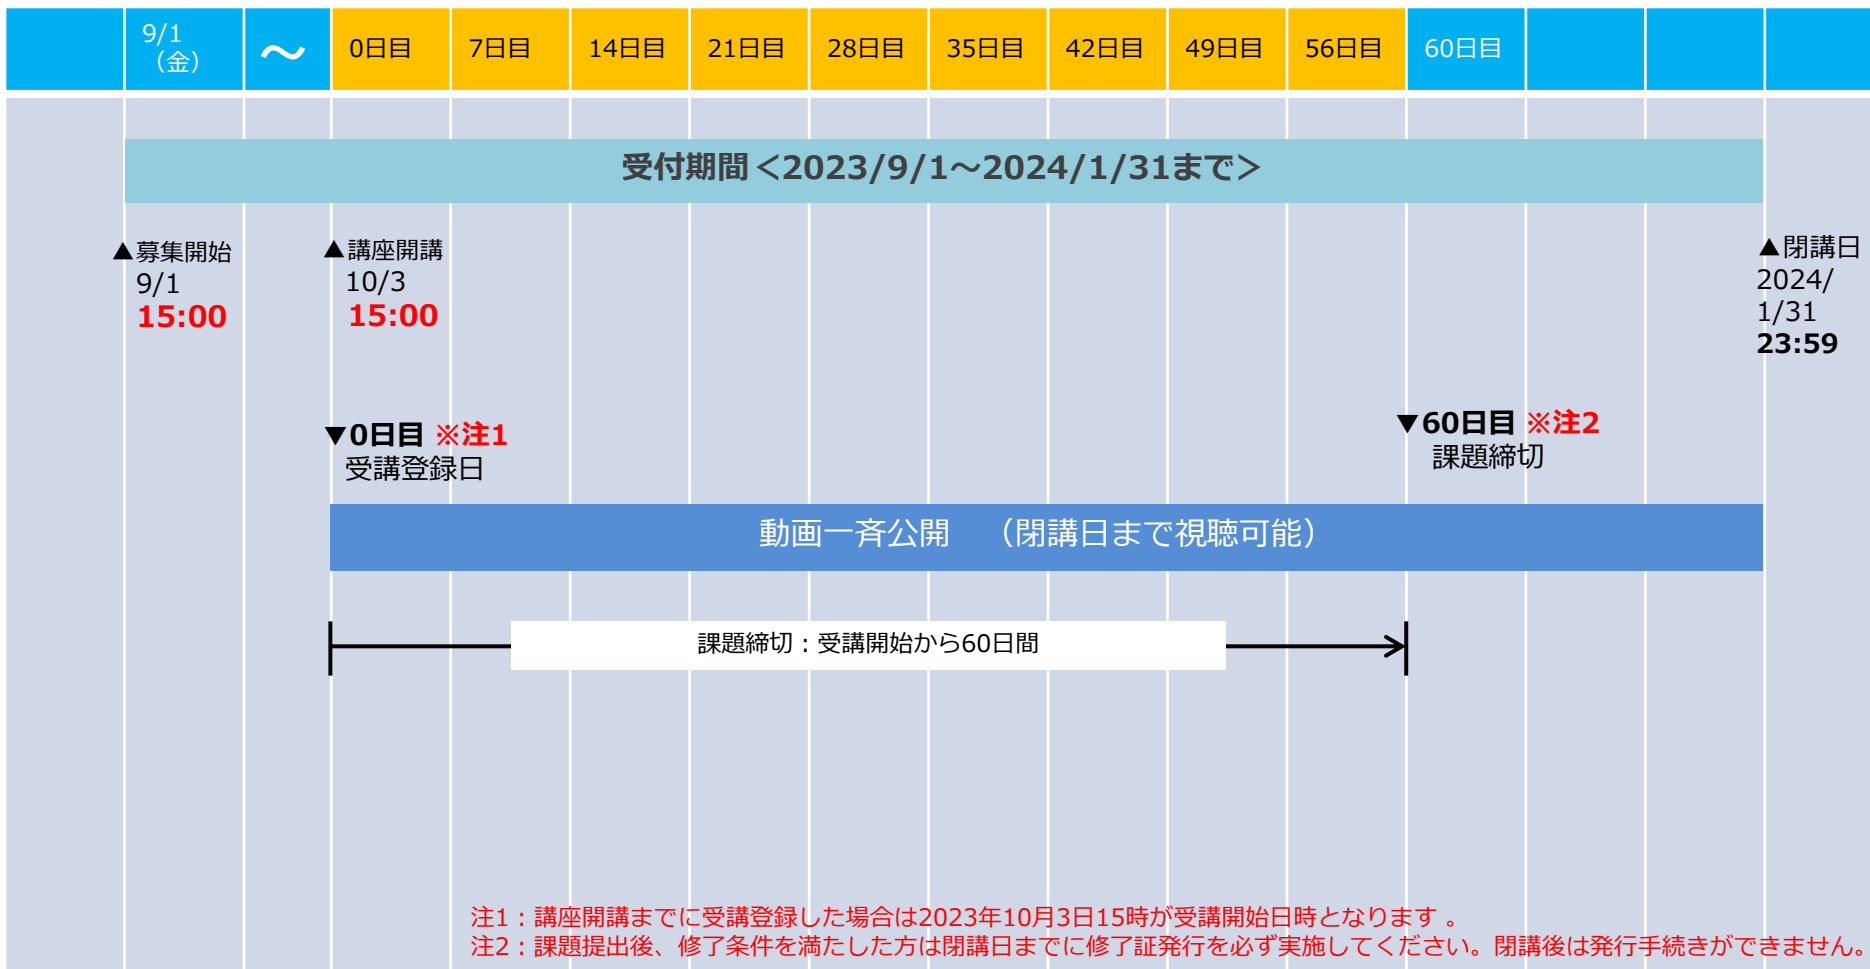 9/1
（金）
～
0日目
7日目
14日目
21日目
28日目
35日目
42日目
49日目
56日目
60日目
受付期間＜2023/9/1～2024/1/31まで＞
▲募集開始
9/1
15:00
▲講座開講
10/3
15:00
▲閉講日
2024/
1/31
23:59
▼0日目 ※注1
受講登録日
▼60日目 ※注2
課題締切
動画一斉公開　（閉講日まで視聴可能）
課題締切：受講開始から60日間
注1：講座開講までに受講登録した場合は2023年10月3日15時が受講開始日時となります 。
注2：課題提出後、修了条件を満たした方は閉講日までに修了証発行を必ず実施してください。閉講後は発行手続きができません。